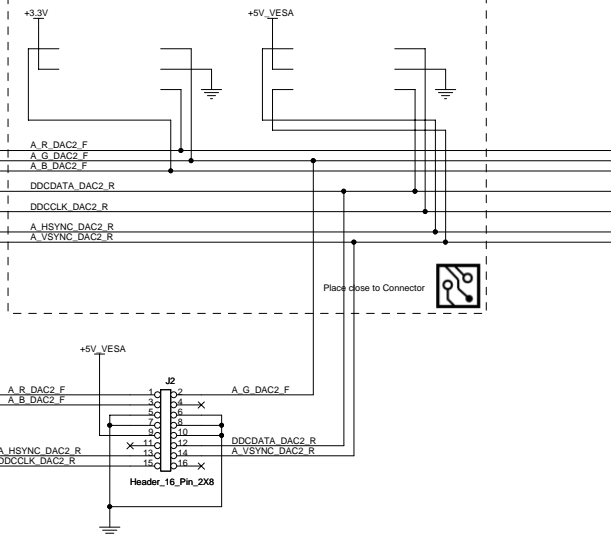 +3.3V
+5V_VESA
A_R_DAC2_F
A_G_DAC2_F
A_B_DAC2_F
DDCDATA_DAC2_R
DDCCLK_DAC2_R
A_HSYNC_DAC2_R
A_VSYNC_DAC2_R
Place close to Connector
+5V_VESA
J2
A_R_DAC2_F 1 2 A_G_DAC2_F
A_B_DAC2_F 3 4
5 6
7 8
9 10
11 12 DDCDATA_DAC2_R
A_HSYNC_DAC2_R 13 14 A_VSYNC_DAC2_R
DDCCLK_DAC2_R 15 16
Header_16_Pin_2X8